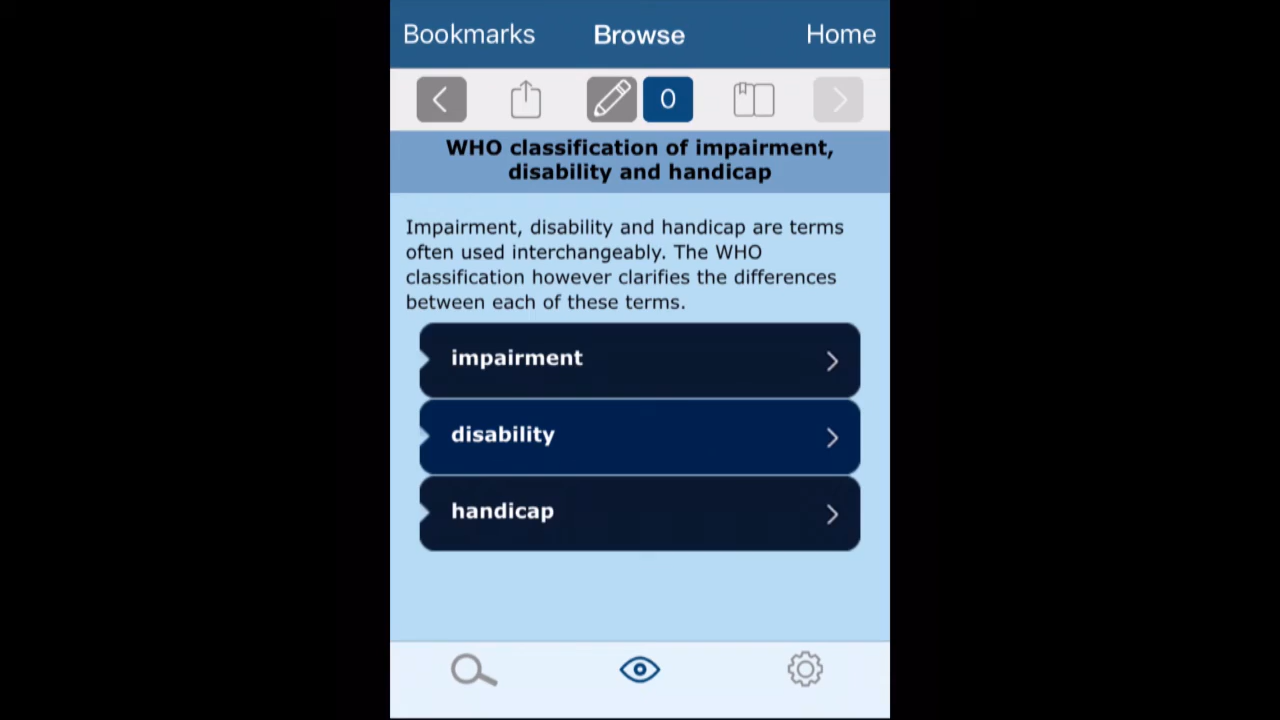 Bookmarks Browse Home
0
WHO classification of impairment,
disability and handicap
Impairment, disability and handicap are terms
often used interchangeably. The WHO
classification however clarifies the differences
between each of these terms.
impairment
disability
handicap